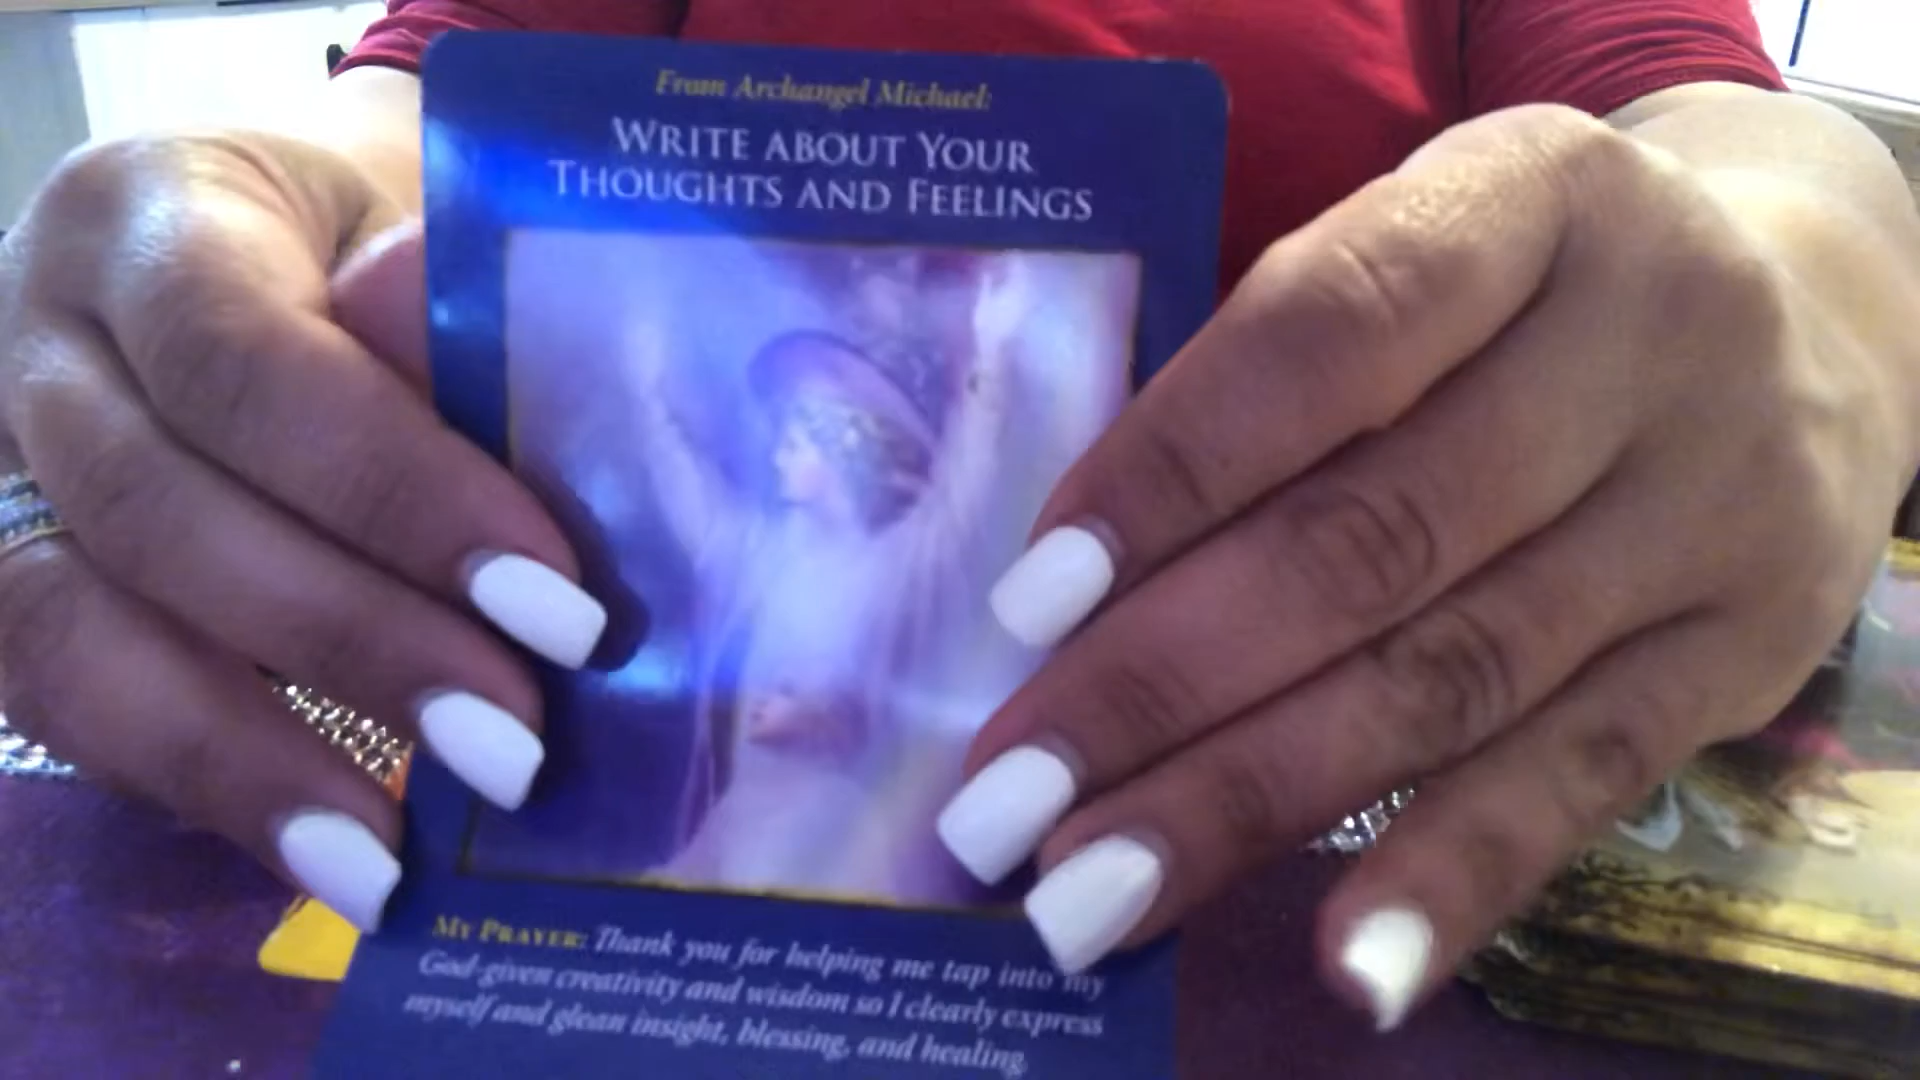 From Archangel Michael:
WRITE ABOUT YOUR
THOUGHTS AND FEELINGS
MY PRAYER: Thank you for helping me tap into my
God-given creativity and wisdom so I clearly express
myself and glean insight, blessing, and healing.